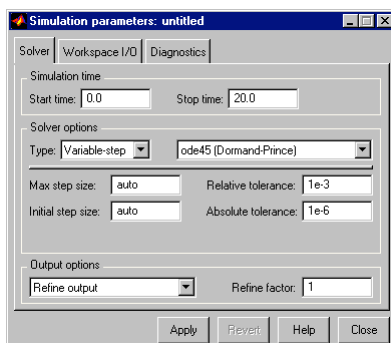 Simulation parameters: untitled
Solver Workspace I/O Diagnostics
Simulation time
Start time: 0.0 Stop time: 20.0
Solver options
Type: Variable-step ode45 (Dormand-Prince)
Max step size: auto Relative tolerance: 1e-3
Initial step size: auto Absolute tolerance: 1e-6
Output options
Refine output Refine factor: 1
Apply Revert Help Close